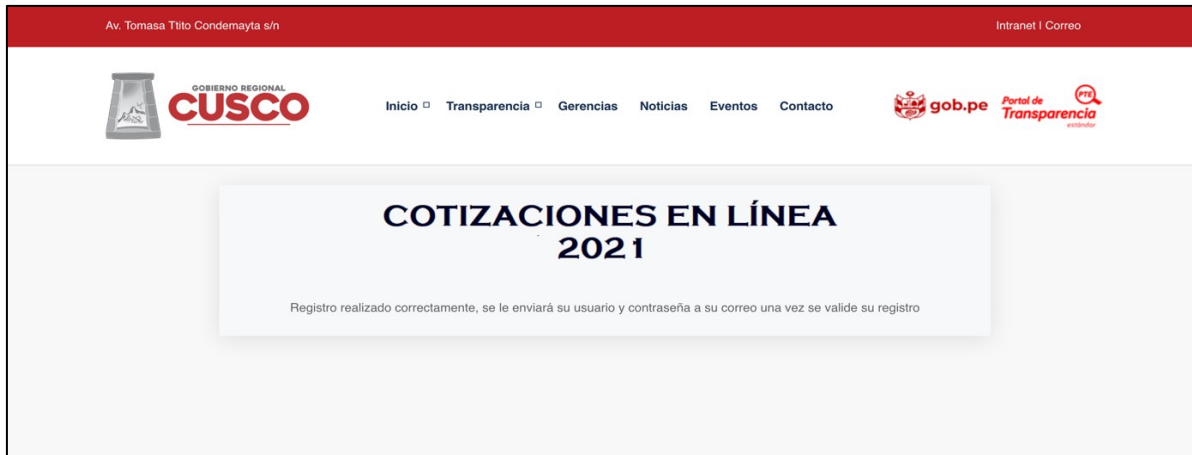 Av. Tomasa Ttito Condemayta s/n
Intranet | Correo
GOBIERNO REGIONAL
CUSCO
Inicio Transparencia Gerencias Noticias Eventos Contacto
gob.pe
Portal de
Transparencia
estándar
PTE
COTIZACIONES EN LÍNEA
2021
Registro realizado correctamente, se le enviará su usuario y contraseña a su correo una vez se valide su registro